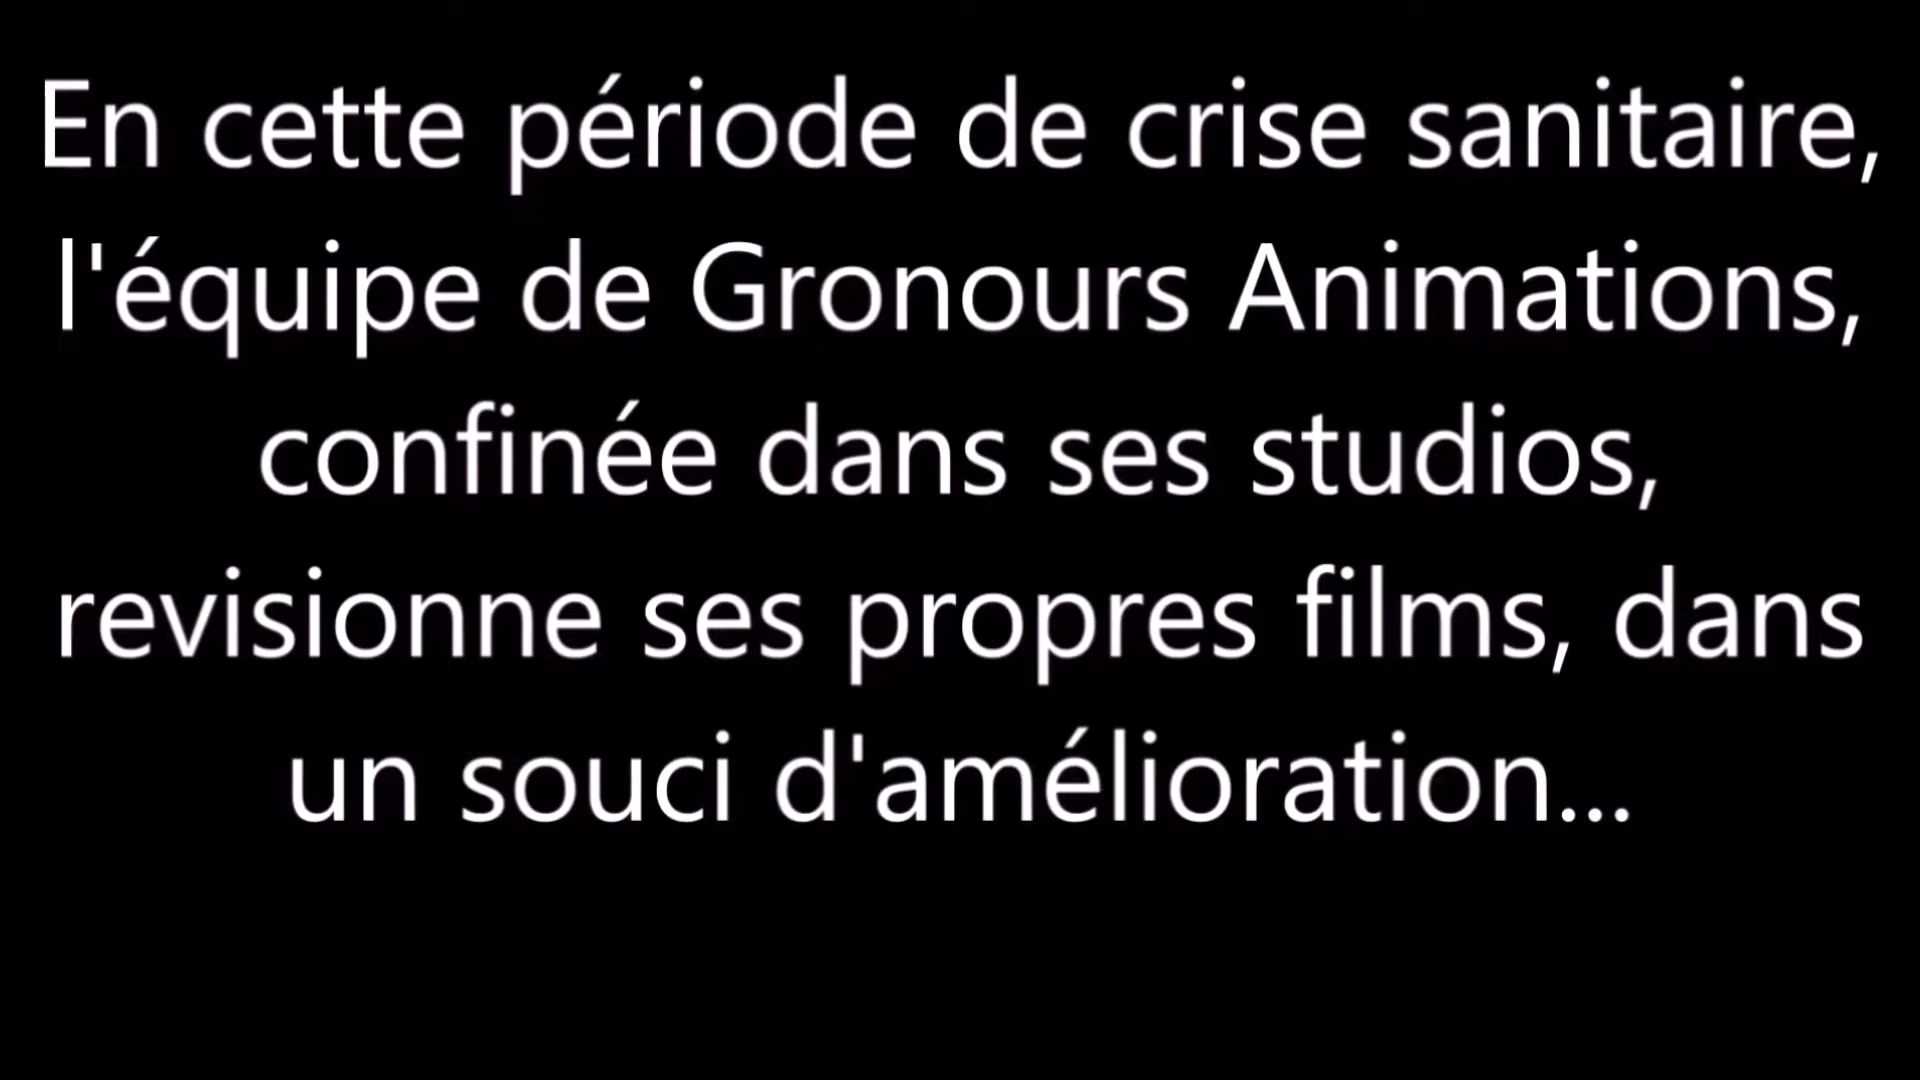 En cette période de crise sanitaire,
l'équipe de Gronours Animations,
confinée dans ses studios,
revisionne ses propres films, dans
un souci d'amélioration...